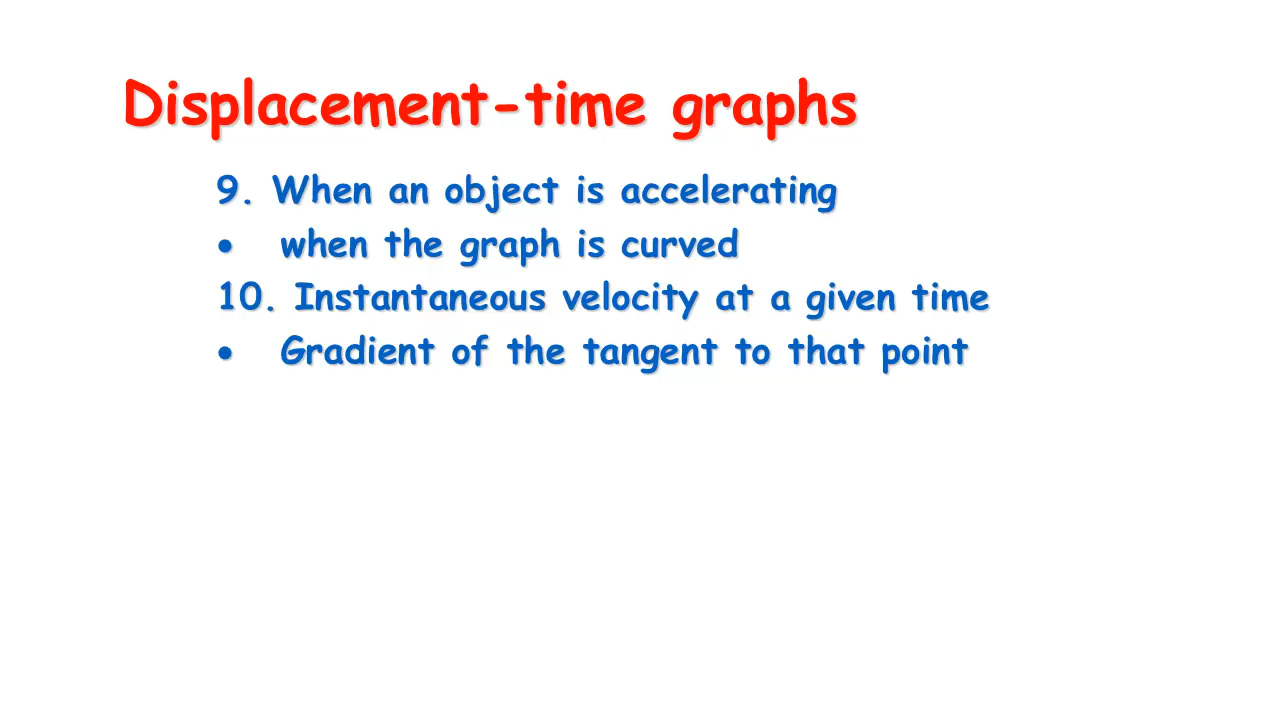 Displacement-time graphs
9. When an object is accelerating
• when the graph is curved
10. Instantaneous velocity at a given time
• Gradient of the tangent to that point